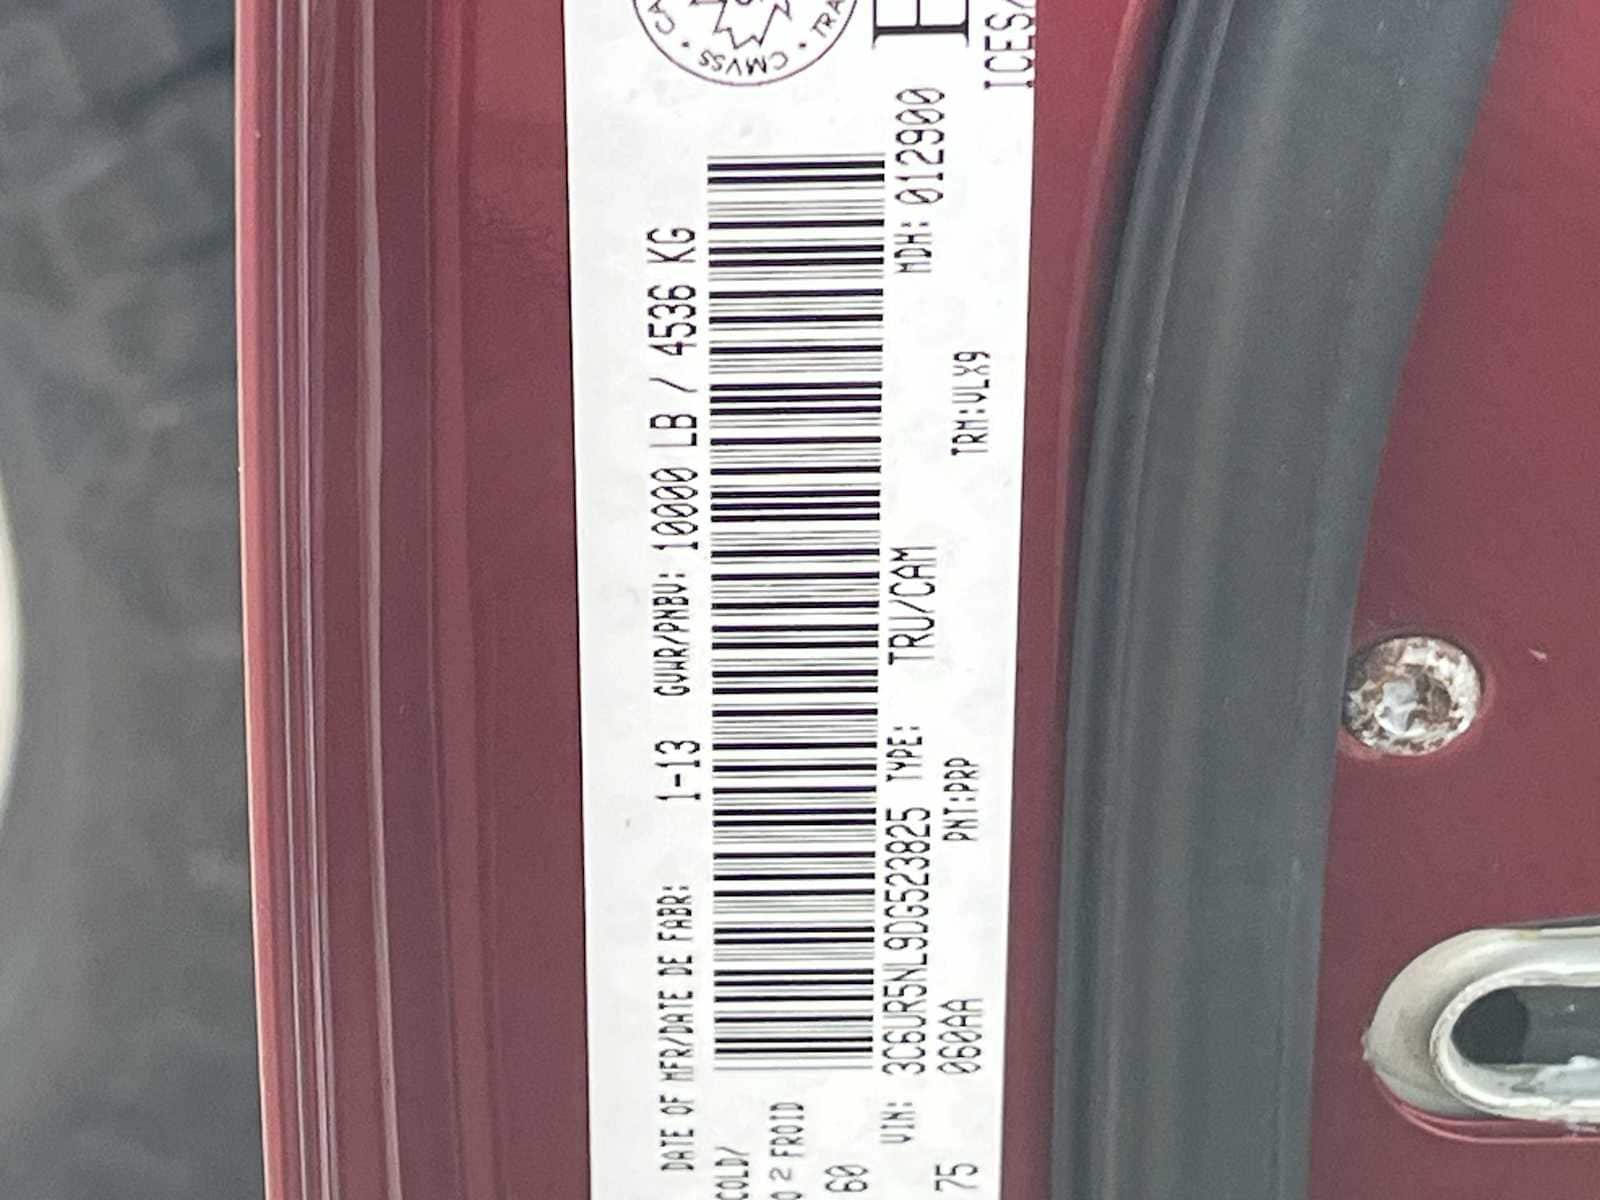 CMVSS
DATE OF MFR/DATE DE FABR: 1-13 GVWR/PNBV: 10000 LB / 4536 KG
COLD/
2 FROID
60
VIN: 3C6UR5NL9DG523825 TYPE: TRU/CAM MDH: 012900
75 060AA PNT:PRP TRM:VLX9
ICES/